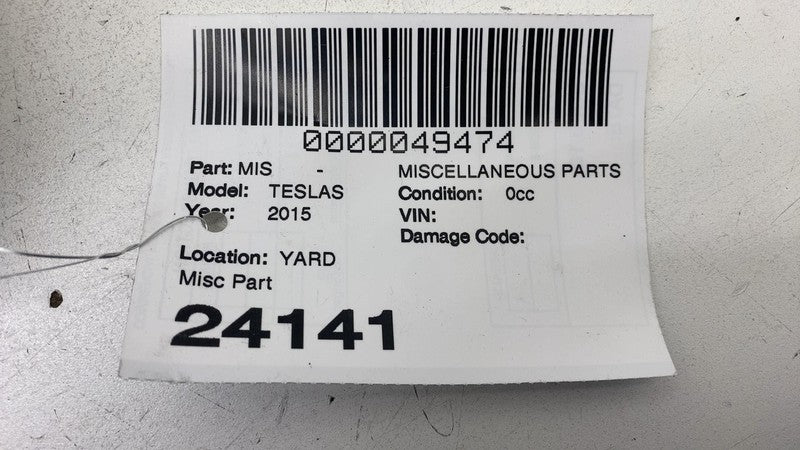 0000049474
Part: MIS - MISCELLANEOUS PARTS
Model: TESLAS Condition: 0cc
Year: 2015 VIN:
Damage Code:
Location: YARD
Misc Part
24141